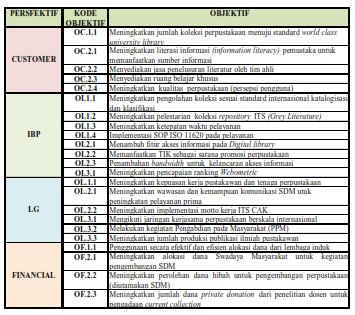 PERSFEKTIF KODE OBJEKTIF OBJEKTIF
CUSTOMER
OC.1.1 Meningkatkan jumlah koleksi perpustakaan menuju standard world class
university library
OC.2.1 Meningkatkan literasi informasi (information literacy) pemustaka untuk
memanfaatkan sumber informasi
OC.2.2 Menyediakan jasa penelusuran literatur oleh tim ahli
OC.2.3 Menyediakan ruang belajar khusus
OC.2.4 Meningkatkan kualitas perpustakaan (persepsi pengguna)
IBP
OI.1.1 Meningkatkan pengolahan koleksi sesuai standard internasional katalogisasi
dan klasifikasi
OI.1.2 Meningkatkan pelestarian koleksi repository ITS (Grey Literature)
OI.1.3 Meningkatkan ketepatan waktu pelayanan
OI.1.4 Implementasi SOP ISO 11620 pada pelayanan
OI.2.1 Menambah fitur akses informasi pada Digital library
OI.2.2 Memanfaatkan TIK sebagai sarana promosi perpustakaan
OI.2.3 Penambahan bandwidth untuk kelancaran akses informasi
OI.3.1 Meningkatkan pencapaian ranking Webometric
LG
OL.1.1 Meningkatkan kepuasan kerja pustakawan dan tenaga perpustakaan
OL.2.1 Meningkatkan wawasan dan kemampuan komunikasi SDM utuk
peningkatan pelayanan prima
OL.2.2 Meningkatkan implementasi motto kerja ITS CAK
OL.3.1 Mengikuti jaringan kerjasama perpustakaan berskala internasional
OL.3.2 Melakukan kegiatan Pengabdian pada Masyarakat (PPM)
OL.3.3 Meningkatkan jumlah produksi publikasi ilmiah pustakawan
FINANCIAL
OF.1.1 Penggunaan secara efektif dan efisien alokasi dana dari lembaga induk
OF.2.1 Meningkatkan alokasi dana Swadaya Masyarakat untuk kegiatan
pengembangan SDM
OF.2.2 Meningkatkan perolehan dana hibah untuk pengembangan perpustakaan
(diutamakan SDM)
OF.2.3 Meningkatkan jumlah dana private donation dari penelitian dosen untuk
pengadaan current collection